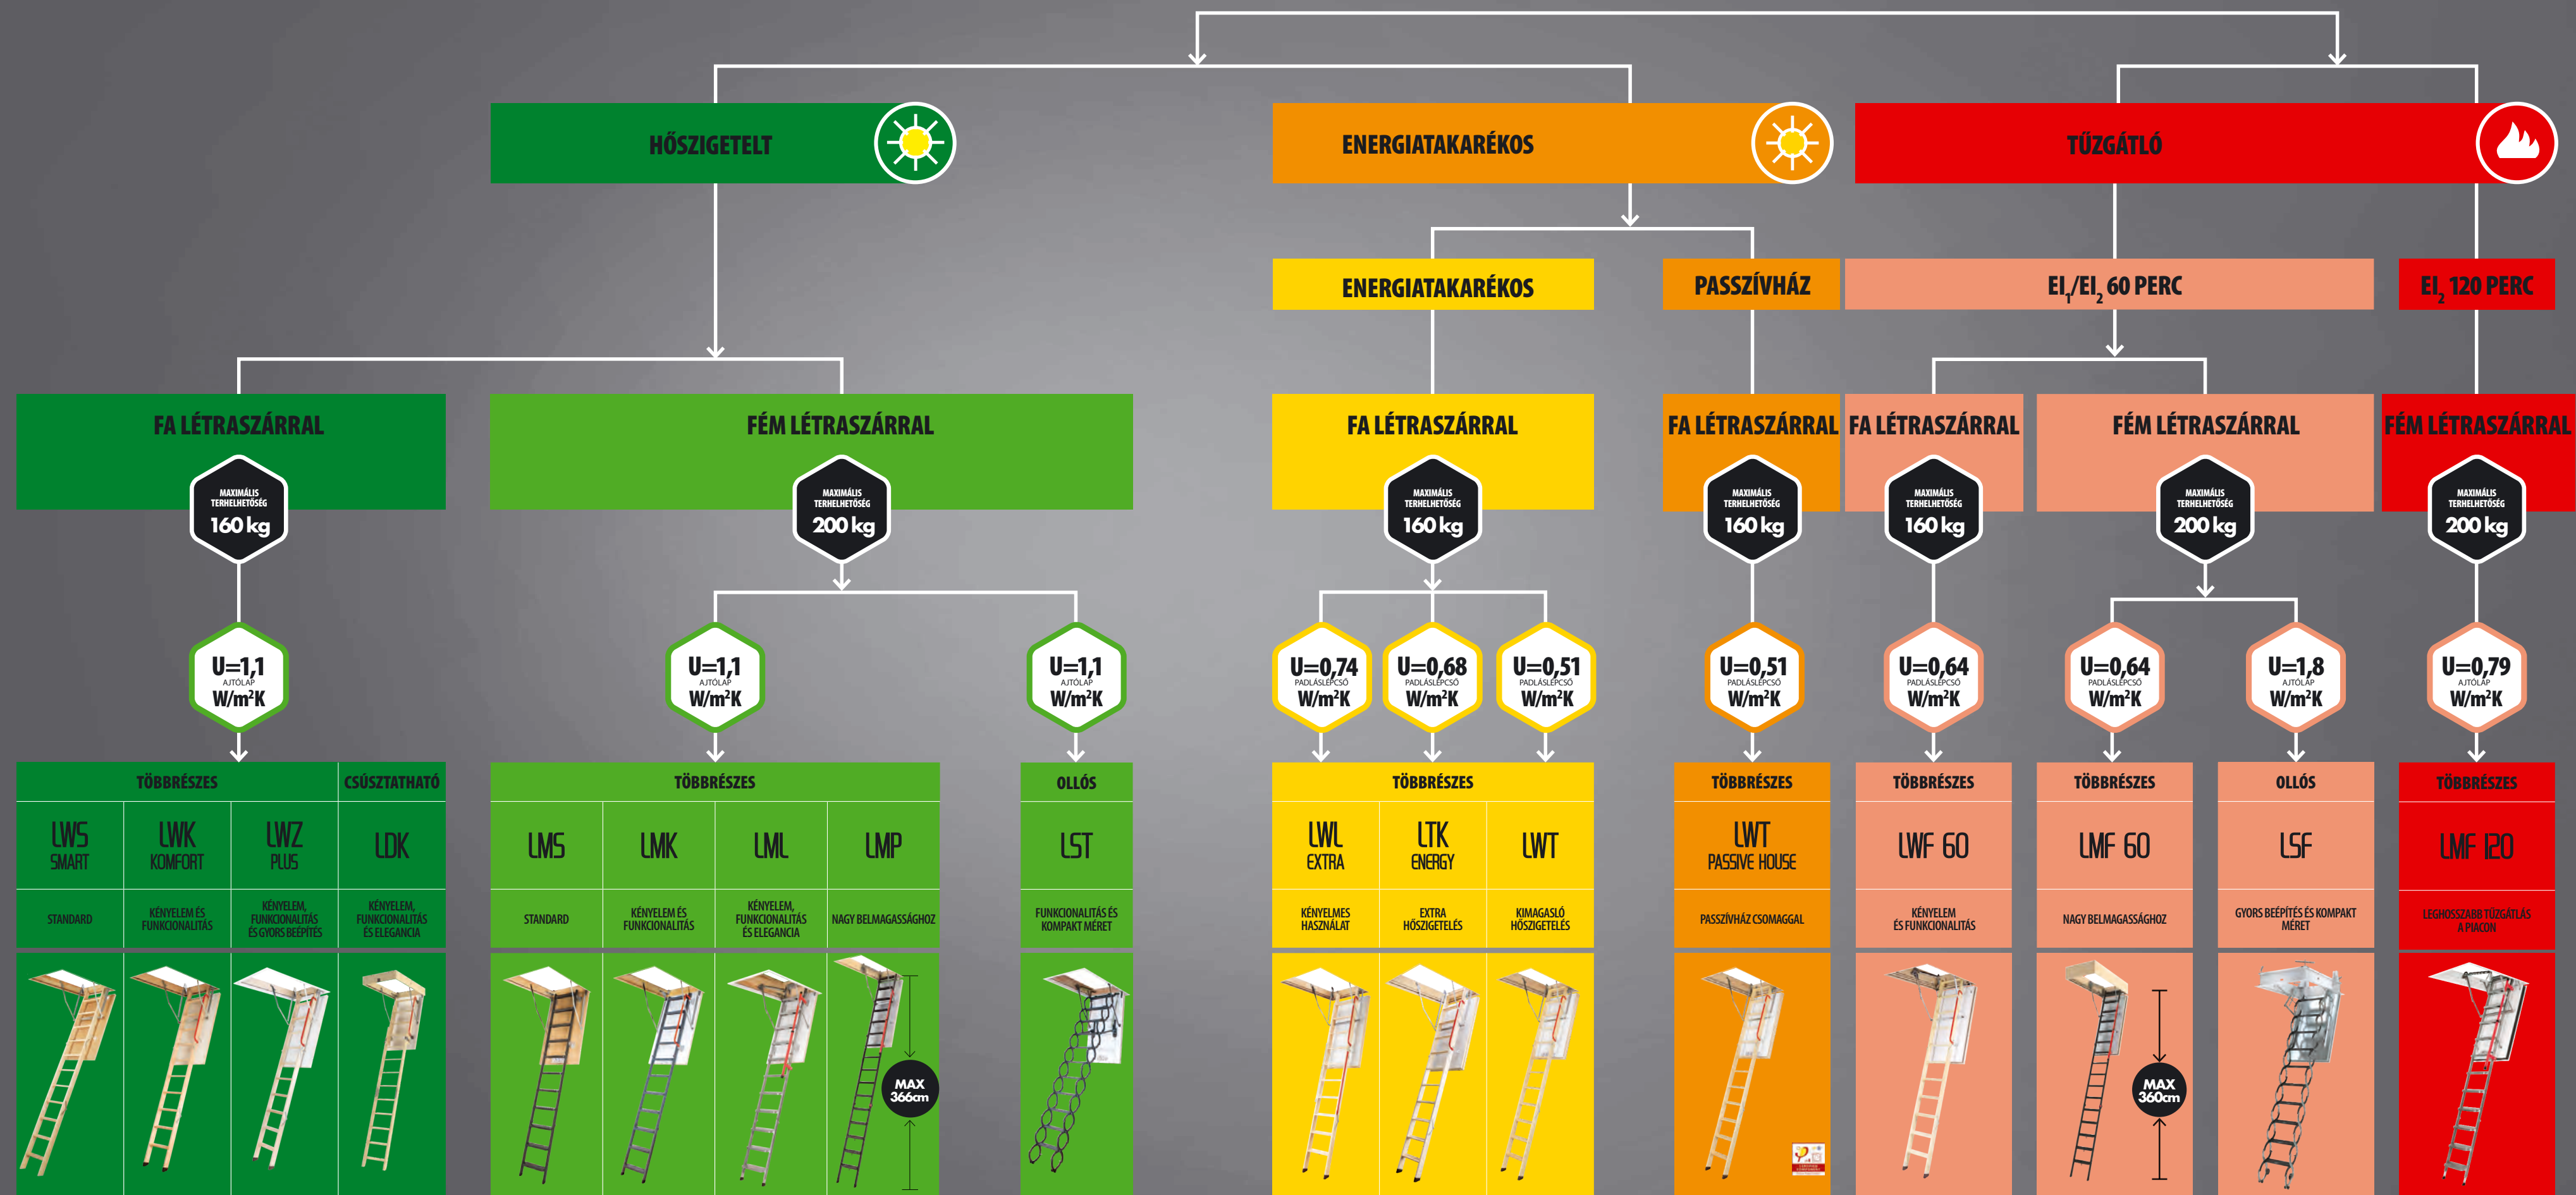 HŐSZIGETELT
ENERGIATAKARÉKOS
TŰZGÁTLÓ
ENERGIATAKARÉKOS
PASSZÍVHÁZ
EI₁/EI₂ 60 PERC
EI₂ 120 PERC
FA LÉTRASZÁRRAL
FÉM LÉTRASZÁRRAL
FA LÉTRASZÁRRAL
FA LÉTRASZÁRRAL
FA LÉTRASZÁRRAL
FÉM LÉTRASZÁRRAL
FÉM LÉTRASZÁRRAL
MAXIMÁLIS
TERHELHETŐSÉG
160 kg
MAXIMÁLIS
TERHELHETŐSÉG
200 kg
MAXIMÁLIS
TERHELHETŐSÉG
160 kg
MAXIMÁLIS
TERHELHETŐSÉG
160 kg
MAXIMÁLIS
TERHELHETŐSÉG
160 kg
MAXIMÁLIS
TERHELHETŐSÉG
200 kg
MAXIMÁLIS
TERHELHETŐSÉG
200 kg
U=1,1
AJTÓLAP
W/m²K
U=1,1
AJTÓLAP
W/m²K
U=1,1
AJTÓLAP
W/m²K
U=0,74
PADLÁSLÉPCSŐ
W/m²K
U=0,68
PADLÁSLÉPCSŐ
W/m²K
U=0,51
PADLÁSLÉPCSŐ
W/m²K
U=0,51
PADLÁSLÉPCSŐ
W/m²K
U=0,64
PADLÁSLÉPCSŐ
W/m²K
U=0,64
PADLÁSLÉPCSŐ
W/m²K
U=1,8
AJTÓLAP
W/m²K
U=0,79
AJTÓLAP
W/m²K
TÖBBRÉSZES
CSÚSZTATHATÓ
TÖBBRÉSZES
OLLÓS
TÖBBRÉSZES
TÖBBRÉSZES
TÖBBRÉSZES
TÖBBRÉSZES
OLLÓS
TÖBBRÉSZES
LWS
SMART
LWK
KOMFORT
LWZ
PLUS
LDK
LMS
LMK
LML
LMP
LST
LWL
EXTRA
LTK
ENERGY
LWT
LWT
PASSIVE HOUSE
LWF 60
LMF 60
LSF
LMF 120
STANDARD
KÉNYELEM ÉS
FUNKCIONALITÁS
KÉNYELEM,
FUNKCIONALITÁS
ÉS GYORS BEÉPÍTÉS
KÉNYELEM,
FUNKCIONALITÁS
ÉS ELEGANCIA
STANDARD
KÉNYELEM ÉS
FUNKCIONALITÁS
KÉNYELEM,
FUNKCIONALITÁS
ÉS ELEGANCIA
NAGY BELMAGASSÁGHOZ
FUNKCIONALITÁS ÉS
KOMPAKT MÉRET
KÉNYELMES
HASZNÁLAT
EXTRA
HŐSZIGETELÉS
KIMAGASLÓ
HŐSZIGETELÉS
PASSZÍVHÁZ CSOMAGGAL
KÉNYELEM
ÉS FUNKCIONALITÁS
NAGY BELMAGASSÁGHOZ
GYORS BEÉPÍTÉS ÉS KOMPAKT
MÉRET
LEGHOSSZABB TŰZGÁTLÁS
A PIACON
MAX
366cm
MAX
360cm